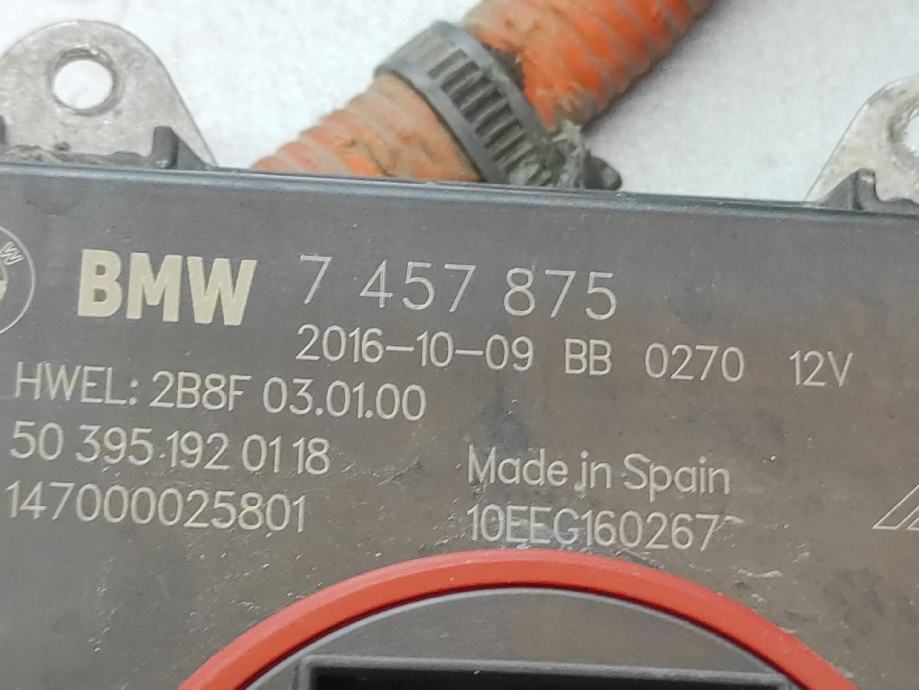 BMW 7 457 875
2016-10-09 BB 0270 12V
HWEL: 2B8F 03.01.00
50 395 192 01 18
147000025801
Made in Spain
10EEG160267